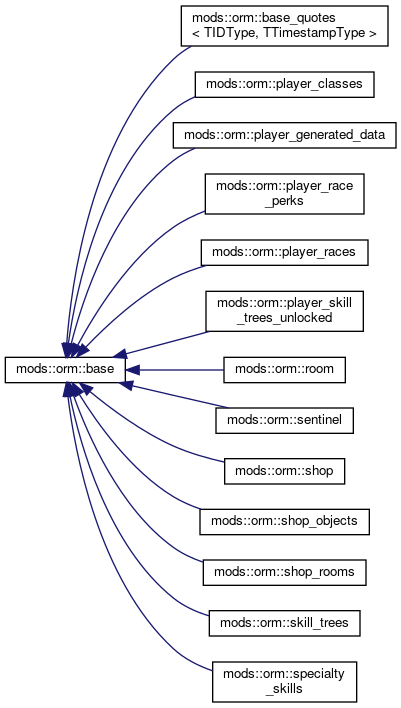 mods::orm::base_quotes
< TIDType, TTimestampType >
mods::orm::player_classes
mods::orm::player_generated_data
mods::orm::player_race
_perks
mods::orm::player_races
mods::orm::player_skill
_trees_unlocked
mods::orm::base
mods::orm::room
mods::orm::sentinel
mods::orm::shop
mods::orm::shop_objects
mods::orm::shop_rooms
mods::orm::skill_trees
mods::orm::specialty
_skills